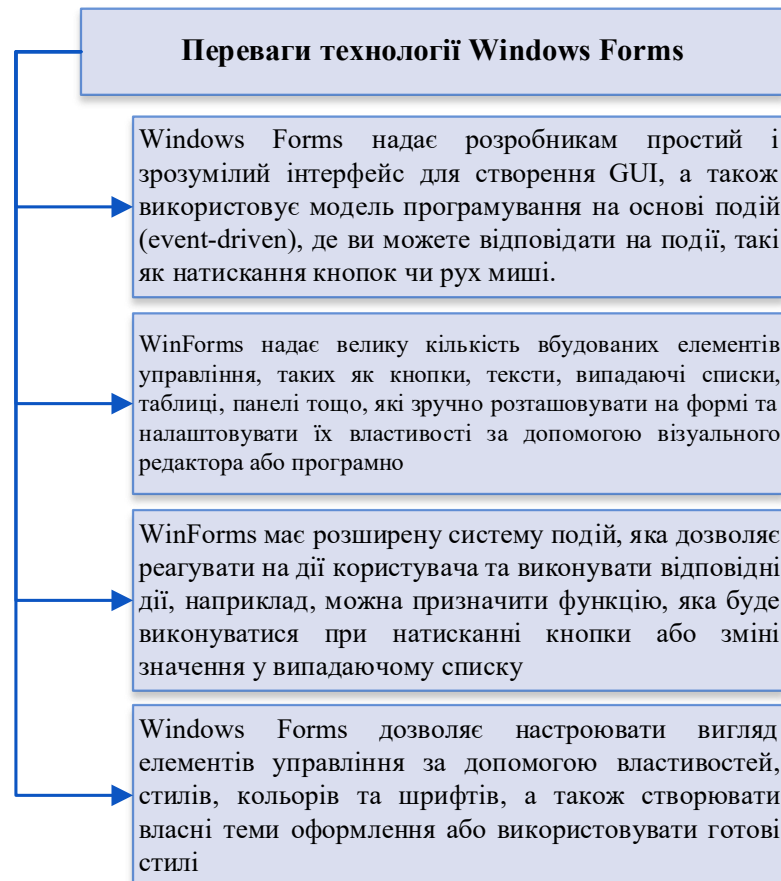 Переваги технології Windows Forms
Windows Forms надає розробникам простий і
зрозумілий інтерфейс для створення GUI, а також
використовує модель програмування на основі подій
(event-driven), де ви можете відповідати на події, такі
як натискання кнопок чи рух миші.
WinForms надає велику кількість вбудованих елементів
управління, таких як кнопки, тексти, випадаючі списки,
таблиці, панелі тощо, які зручно розташовувати на формі та
налаштовувати їх властивості за допомогою візуального
редактора або програмно
WinForms має розширену систему подій, яка дозволяє
реагувати на дії користувача та виконувати відповідні
дії, наприклад, можна призначити функцію, яка буде
виконуватися при натисканні кнопки або зміні
значення у випадаючому списку
Windows Forms дозволяє настроювати вигляд
елементів управління за допомогою властивостей,
стилів, кольорів та шрифтів, а також створювати
власні теми оформлення або використовувати готові
стилі